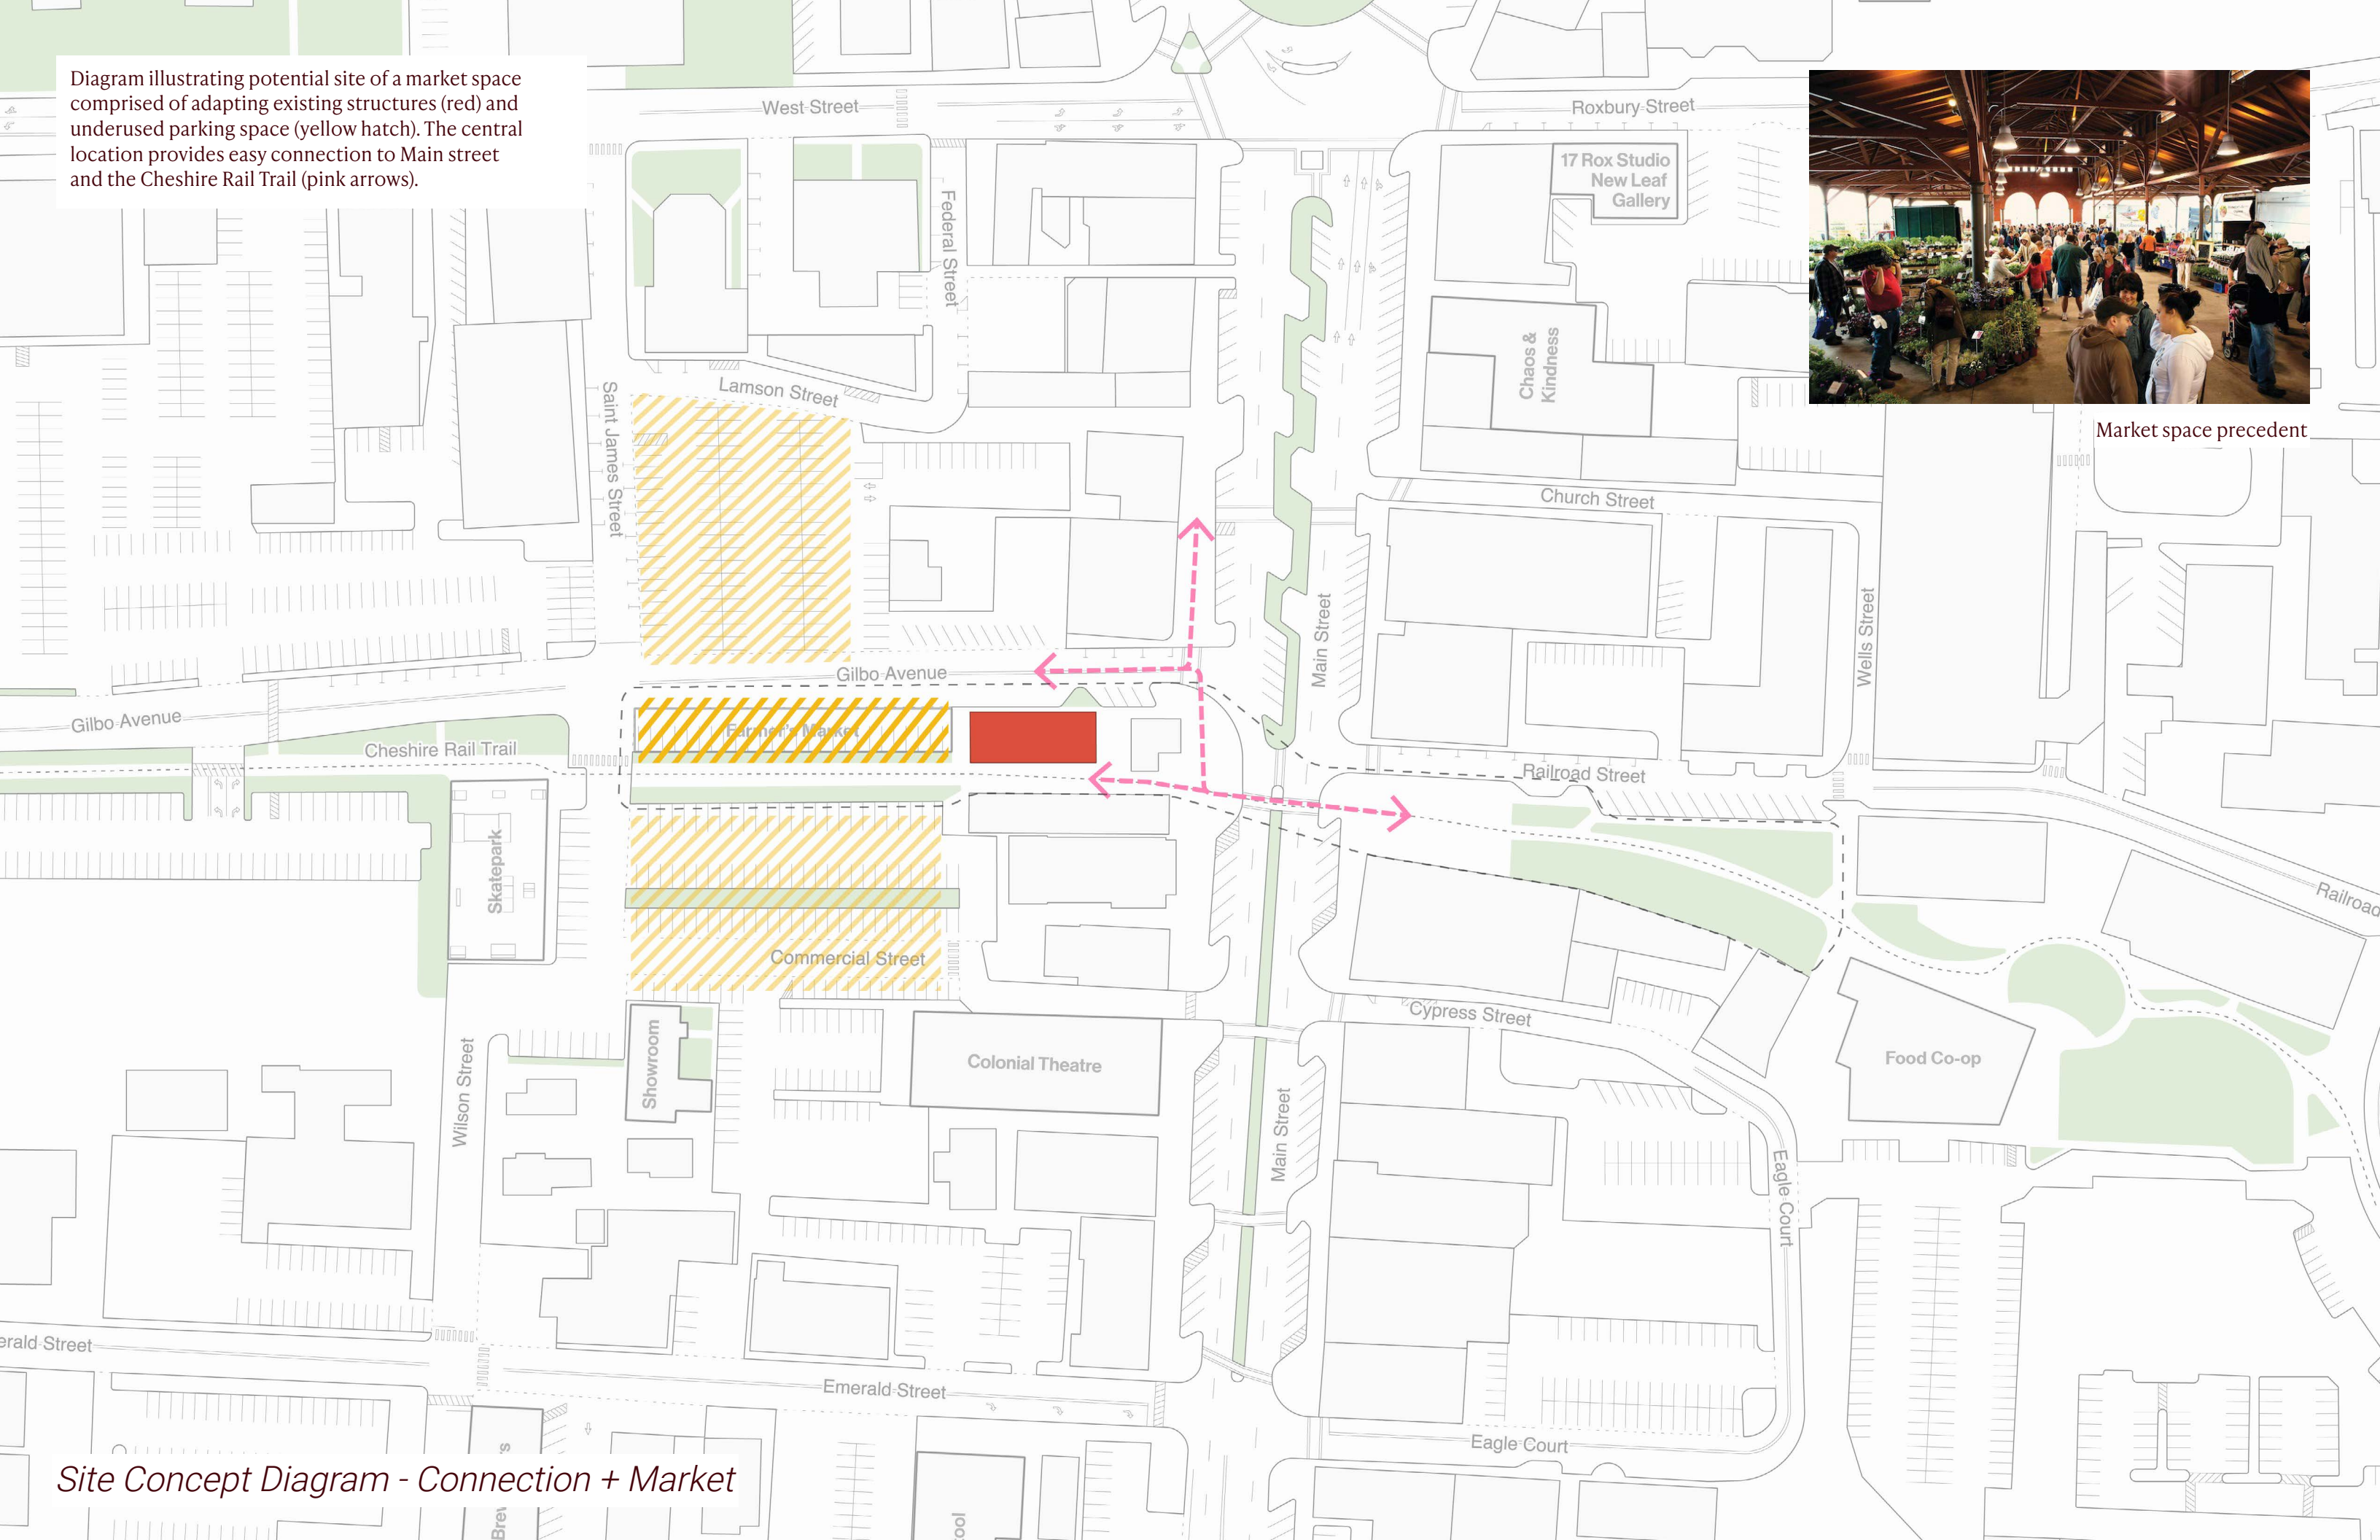 Diagram illustrating potential site of a market space
comprised of adapting existing structures (red) and
underused parking space (yellow hatch). The central
location provides easy connection to Main street
and the Cheshire Rail Trail (pink arrows).
West Street
Roxbury Street
17 Rox Studio
New Leaf
Gallery
Federal Street
Chaos &
Kindness
Lamson Street
Saint James Street
Market space precedent
Church Street
Main Street
Wells Street
Gilbo Avenue
Gilbo Avenue
Farmer's Market
Cheshire Rail Trail
Railroad Street
Skatepark
Railroad
Commercial Street
Cypress Street
Showroom
Colonial Theatre
Food Co-op
Wilson Street
Main Street
Eagle Court
erald Street
Emerald Street
Eagle Court
Site Concept Diagram - Connection + Market